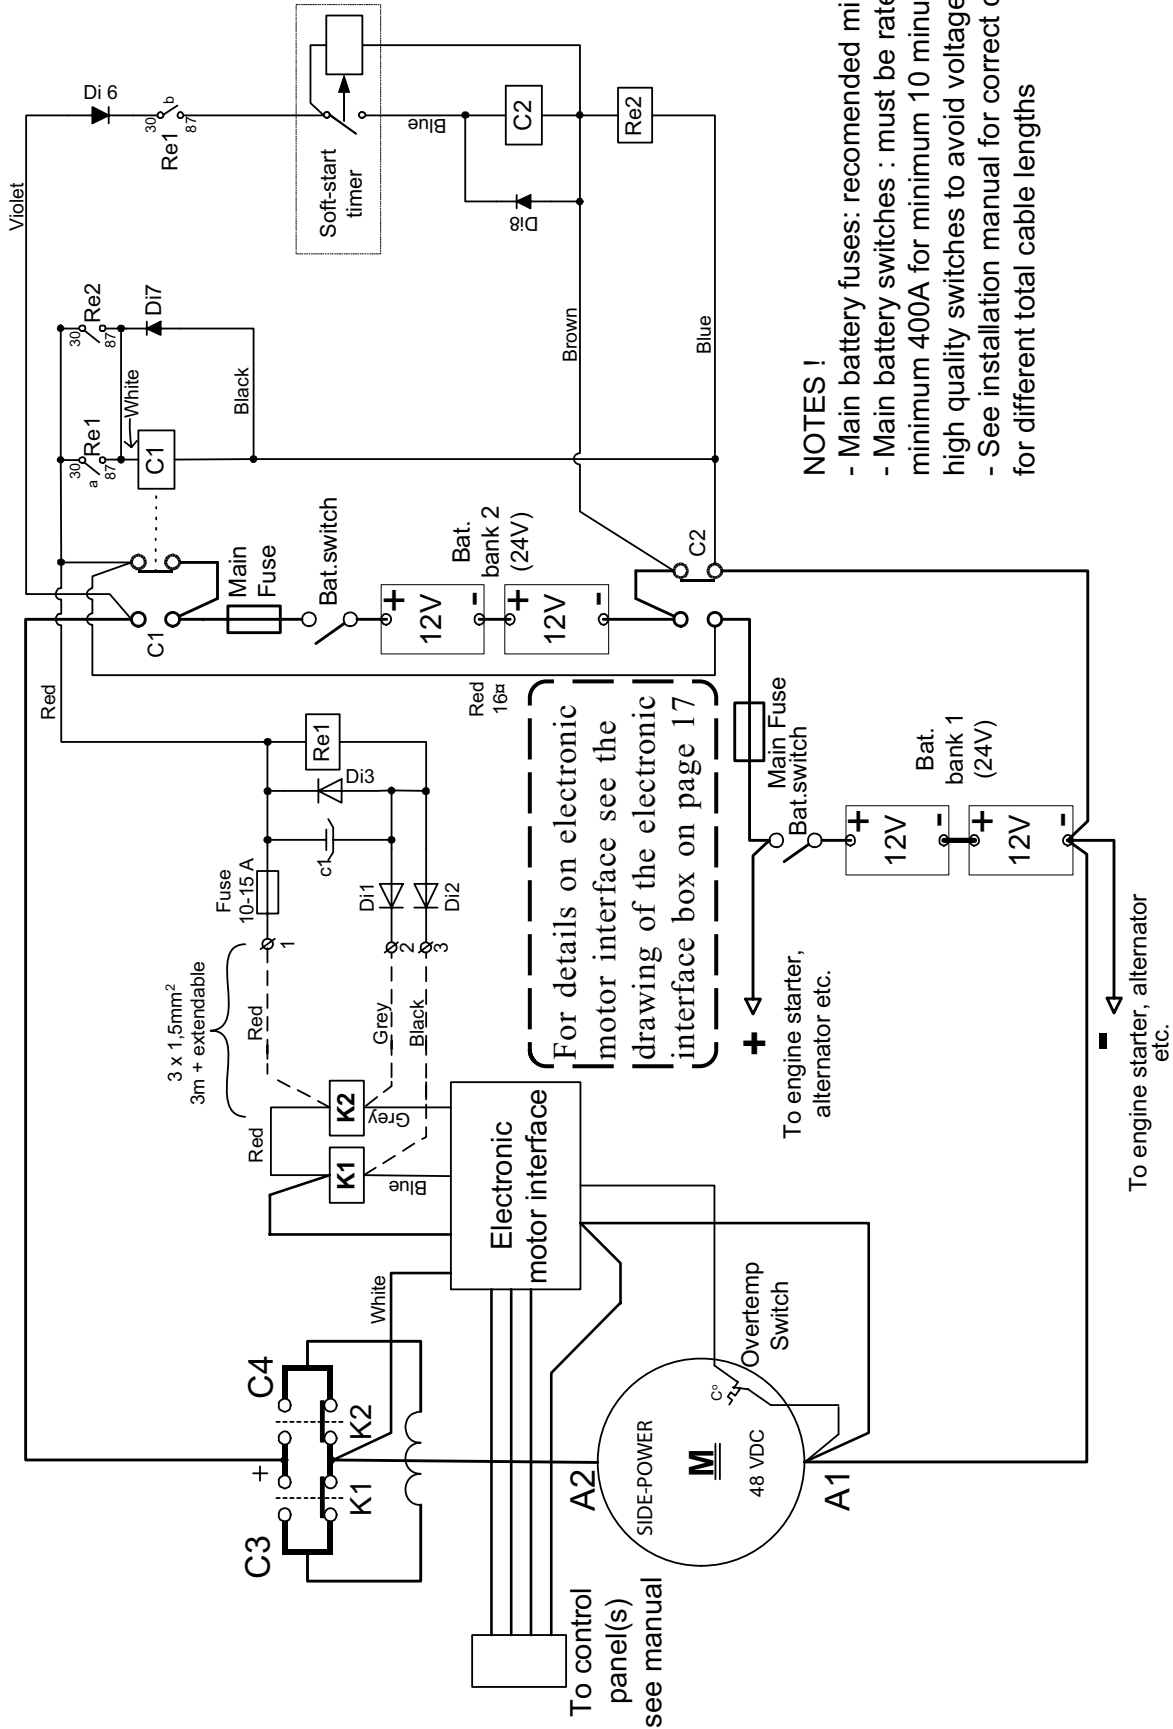 Violet
Di 6
30
b
Re1
87
Soft-start
timer
Blue
C2
Di8
Re2
Brown
Blue
30
Re2
87
Di7
White
30
a
Re1
87
C1
Black
C1
Main
Fuse
Bat.switch
+
12V
-
+
12V
-
Bat.
bank 2
(24V)
C2
Red
Red
16¤
Re1
Di3
c1
Fuse
10-15 A
Di1
Di2
1
2
3
3 x 1,5mm²
3m + extendable
Red
Grey
Black
Red
K2
Grey
K1
Blue
Electronic
motor interface
White
For details on electronic
motor interface see the
drawing of the electronic
interface box on page 17
Main Fuse
Bat.switch
+
12V
-
+
12V
-
Bat.
bank 1
(24V)
+
To engine starter,
alternator etc.
-
To engine starter, alternator
etc.
C4
K2
+
K1
C3
A2
SIDE-POWER
M
48 VDC
A1
C°
Overtemp
Switch
To control
panel(s)
see manual
NOTES !
- Main battery fuses: recomended
- Main battery switches : must be
minimum 400A for minimum 10
high quality switches to avoid voltage
- See installation manual for correct
for different total cable lengths